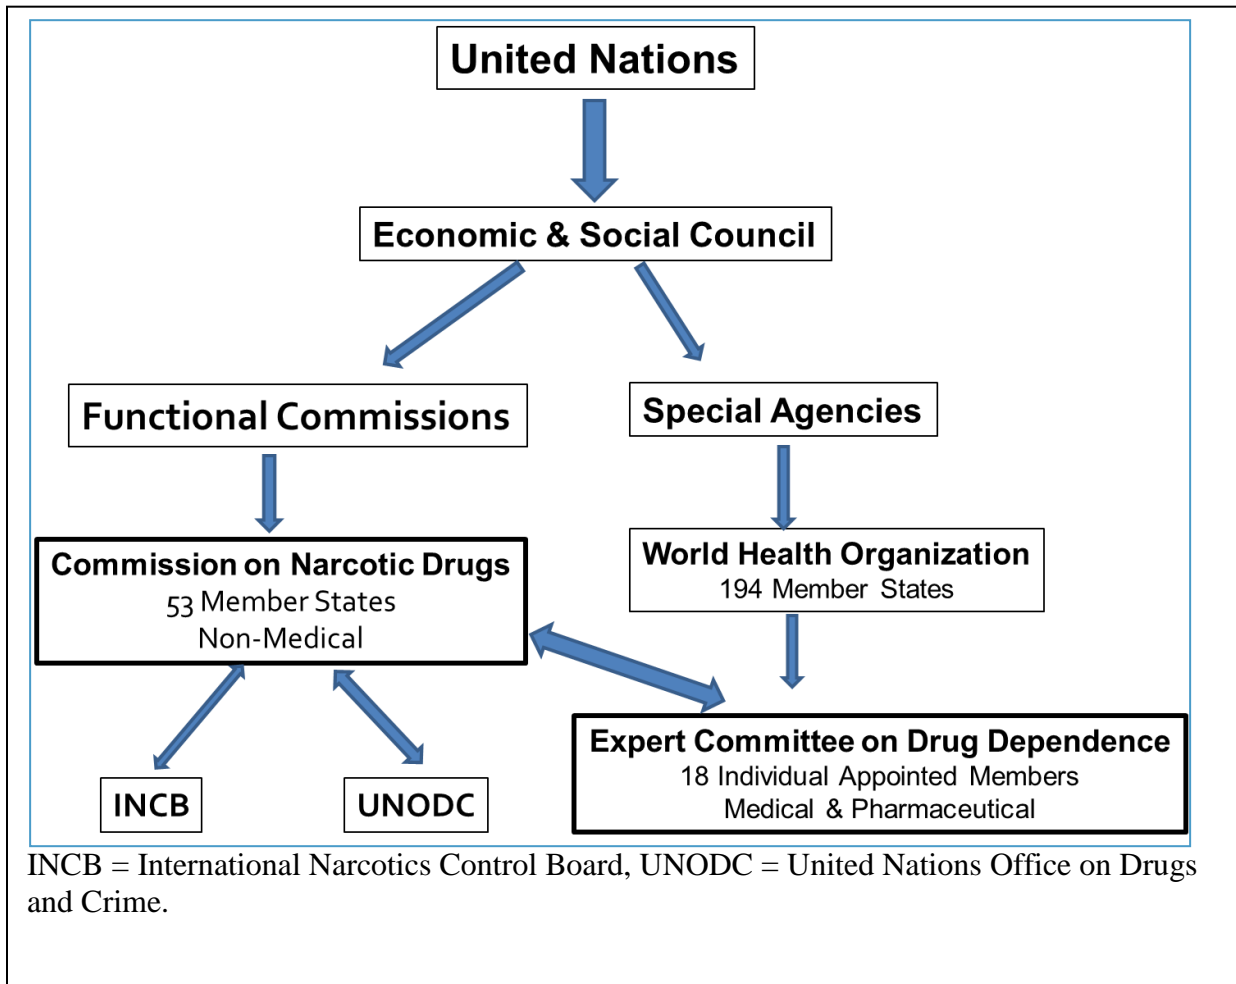 United Nations
Economic & Social Council
Functional Commissions
Special Agencies
Commission on Narcotic Drugs
53 Member States
Non-Medical
World Health Organization
194 Member States
Expert Committee on Drug Dependence
18 Individual Appointed Members
Medical & Pharmaceutical
INCB
UNODC
INCB = International Narcotics Control Board, UNODC = United Nations Office on Drugs
and Crime.